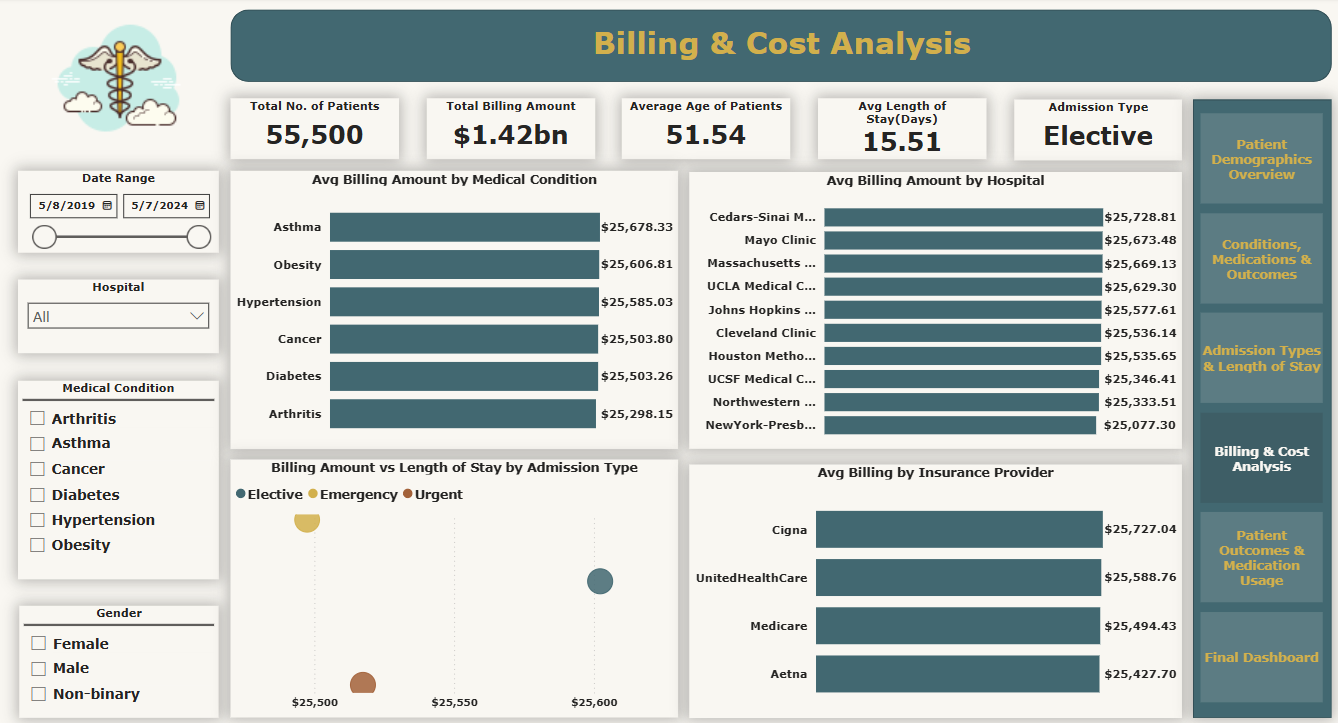 Billing & Cost Analysis
Total No. of Patients
55,500
Total Billing Amount
$1.42bn
Average Age of Patients
51.54
Avg Length of
Stay(Days)
15.51
Admission Type
Elective
Date Range
5/8/2019
5/7/2024
Hospital
All
Medical Condition
Arthritis
Asthma
Cancer
Diabetes
Hypertension
Obesity
Gender
Female
Male
Non-binary
Avg Billing Amount by Medical Condition
Asthma $25,678.33
Obesity $25,606.81
Hypertension $25,585.03
Cancer $25,503.80
Diabetes $25,503.26
Arthritis $25,298.15
Avg Billing Amount by Hospital
Cedars-Sinai M... $25,728.81
Mayo Clinic $25,673.48
Massachusetts ... $25,669.13
UCLA Medical C... $25,629.30
Johns Hopkins ... $25,577.61
Cleveland Clinic $25,536.14
Houston Metho... $25,535.65
UCSF Medical C... $25,346.41
Northwestern ... $25,333.51
NewYork-Presb... $25,077.30
Billing Amount vs Length of Stay by Admission Type
Elective Emergency Urgent
$25,500 $25,550 $25,600
Avg Billing by Insurance Provider
Cigna $25,727.04
UnitedHealthCare $25,588.76
Medicare $25,494.43
Aetna $25,427.70
Patient
Demographics
Overview
Conditions,
Medications &
Outcomes
Admission Types
& Length of Stay
Billing & Cost
Analysis
Patient
Outcomes &
Medication
Usage
Final Dashboard